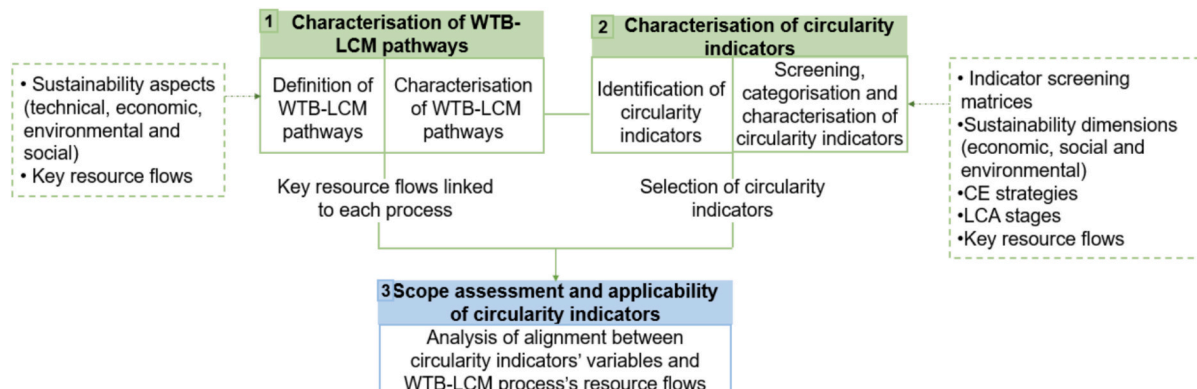 1 Characterisation of WTB-
LCM pathways
2 Characterisation of circularity
indicators
• Sustainability aspects
(technical, economic,
environmental and
social)
• Key resource flows
Definition of
WTB-LCM
pathways
Characterisation
of WTB-LCM
pathways
Identification of
circularity
indicators
Screening,
categorisation and
characterisation of
circularity indicators
• Indicator screening
matrices
•Sustainability dimensions
(economic, social and
environmental)
•CE strategies
•LCA stages
•Key resource flows
Key resource flows linked
to each process
Selection of circularity
indicators
3 Scope assessment and applicability
of circularity indicators
Analysis of alignment between
circularity indicators' variables and
WTB-LCM process's resource flows